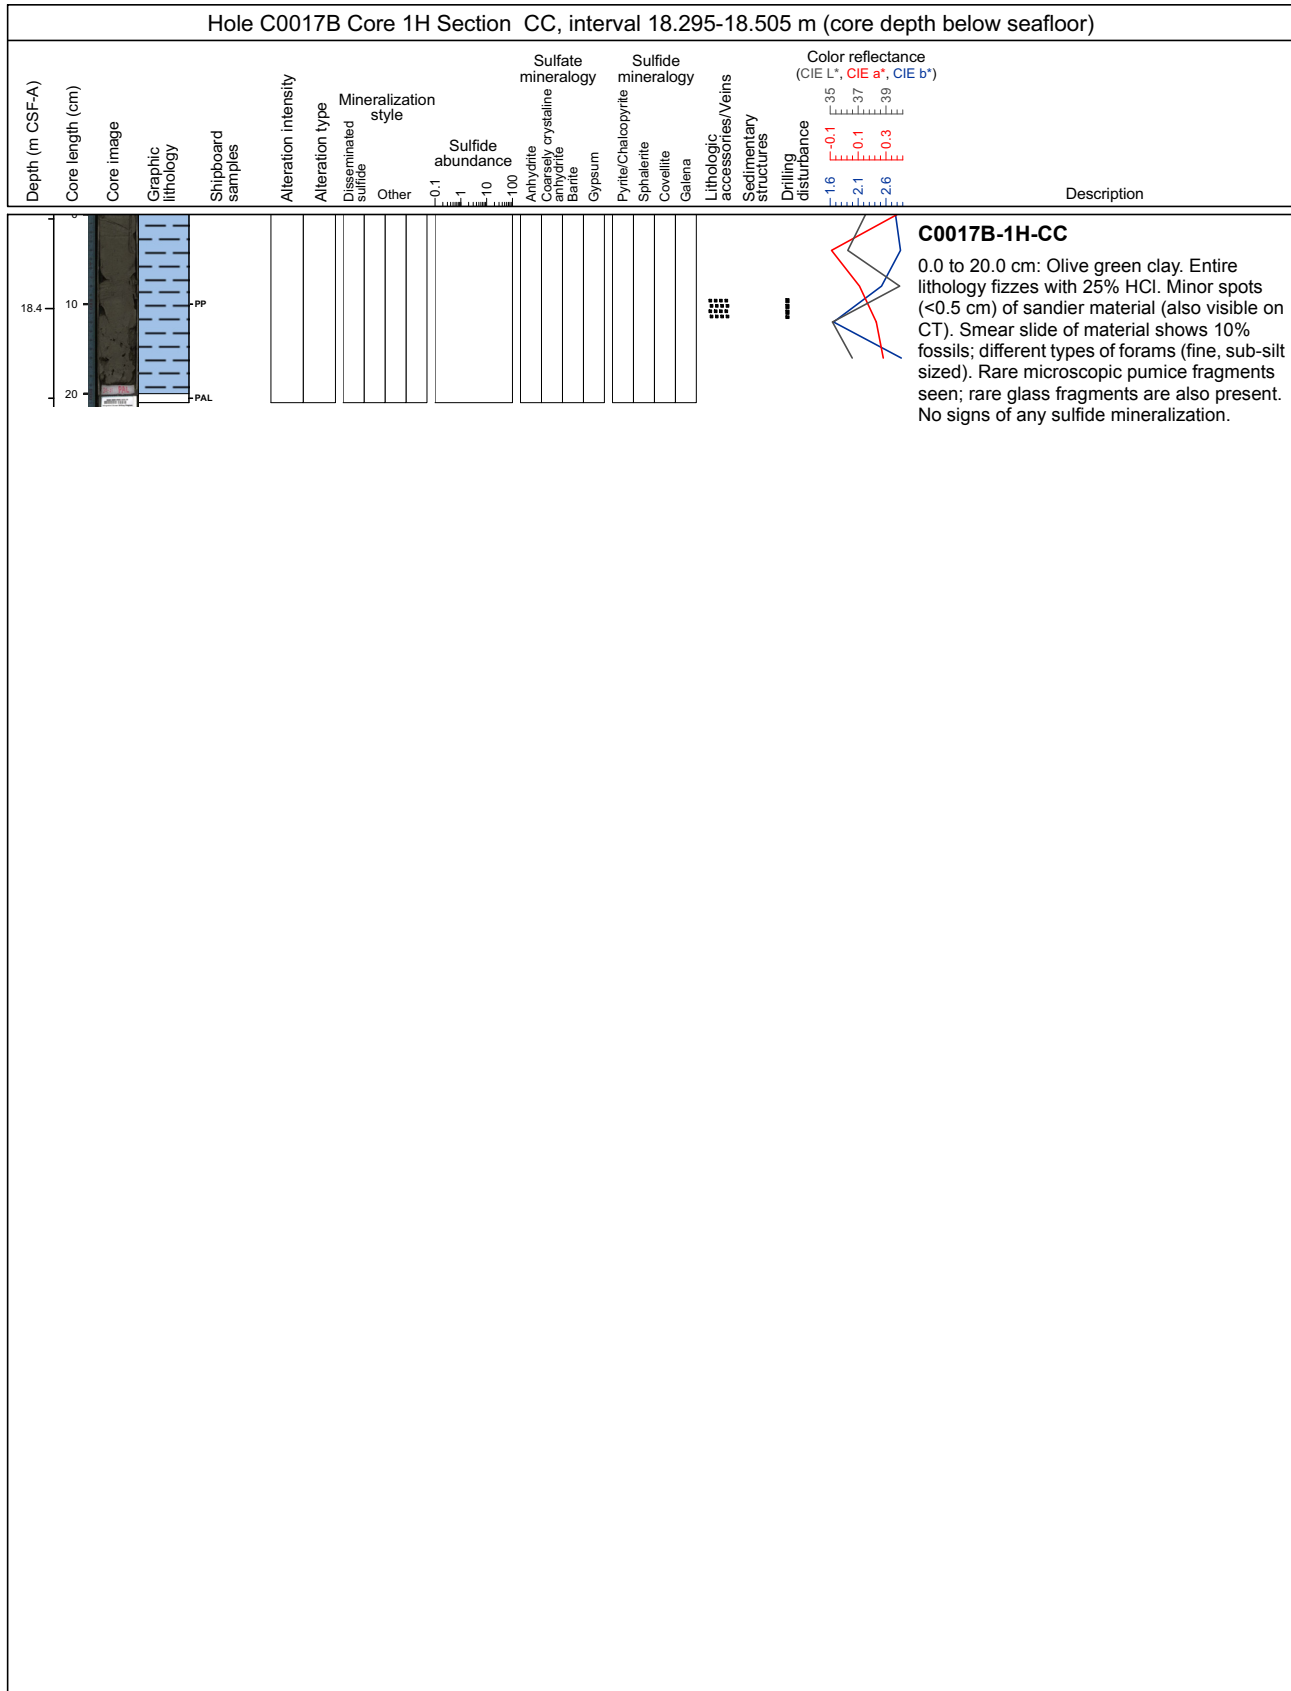 Hole C0017B Core 1H Section  CC, interval 18.295-18.505 m (core depth below seafloor)
Depth (m CSF-A)
Core length (cm)
Core image
Graphic
lithology
Shipboard
samples
Alteration intensity
Alteration type
Mineralization
style
Disseminated
sulfide
Other
Sulfide
abundance
0.1
1
10
100
Sulfate
mineralogy
Anhydrite
Coarsely crystaline
anhydrite
Barite
Gypsum
Sulfide
mineralogy
Pyrite/Chalcopyrite
Sphalerite
Covellite
Galena
Lithologic
accessories/Veins
Sedimentary
structures
Drilling
disturbance
Color reflectance
(CIE L*, CIE a*, CIE b*)
35
37
39
-0.1
0.1
0.3
1.6
2.1
2.6
Description
18.4
10
20
PP
PAL
C0017B-1H-CC
0.0 to 20.0 cm: Olive green clay. Entire
lithology fizzes with 25% HCl. Minor spots
(<0.5 cm) of sandier material (also visible on
CT). Smear slide of material shows 10%
fossils; different types of forams (fine, sub-silt
sized). Rare microscopic pumice fragments
seen; rare glass fragments are also present.
No signs of any sulfide mineralization.